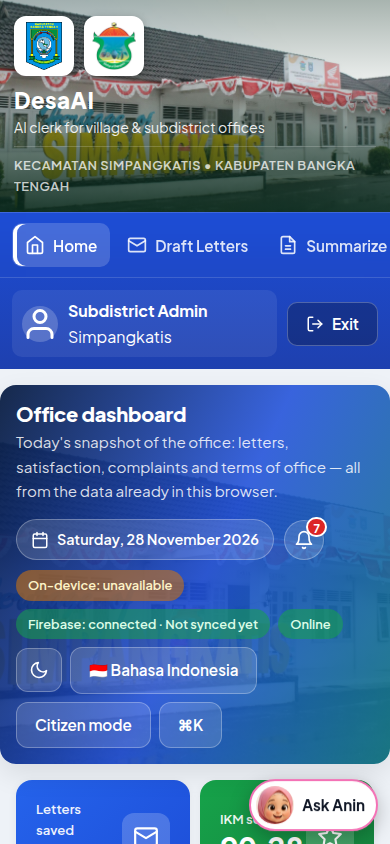 DesaAI
AI clerk for village & subdistrict offices
KECAMATAN SIMPANGKATIS • KABUPATEN BANGKA
TENGAH
Home
Draft Letters
Summarize
Subdistrict Admin
Simpangkatis
Exit
Office dashboard
Today's snapshot of the office: letters,
satisfaction, complaints and terms of office — all
from the data already in this browser.
Saturday, 28 November 2026
7
On-device: unavailable
Firebase: connected · Not synced yet
Online
🇮🇩 Bahasa Indonesia
Citizen mode
⌘K
Letters
saved
IKM
Ask Anin